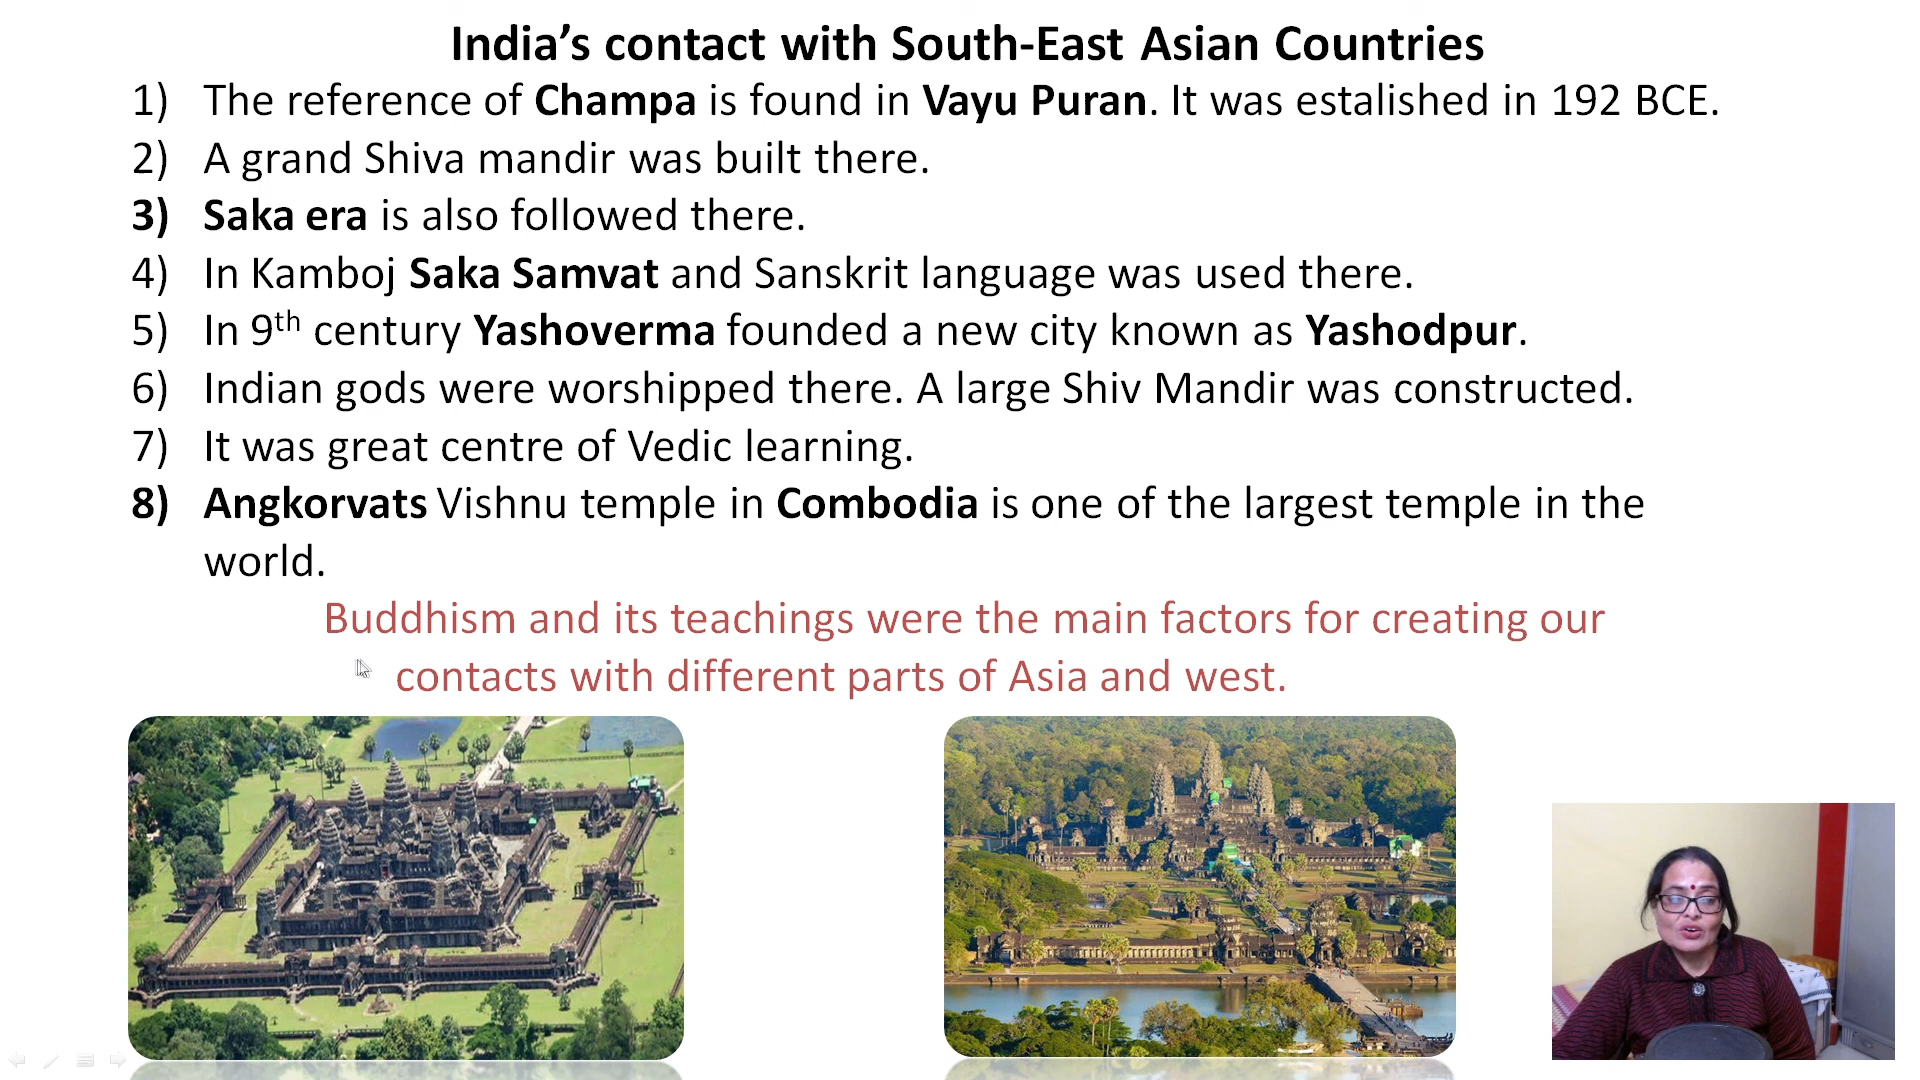 India’s contact with South-East Asian Countries
1) The reference of Champa is found in Vayu Puran. It was estalished in 192 BCE.
2) A grand Shiva mandir was built there.
3) Saka era is also followed there.
4) In Kamboj Saka Samvat and Sanskrit language was used there.
5) In 9th century Yashoverma founded a new city known as Yashodpur.
6) Indian gods were worshipped there. A large Shiv Mandir was constructed.
7) It was great centre of Vedic learning.
8) Angkorvats Vishnu temple in Combodia is one of the largest temple in the
world.
Buddhism and its teachings were the main factors for creating our
contacts with different parts of Asia and west.